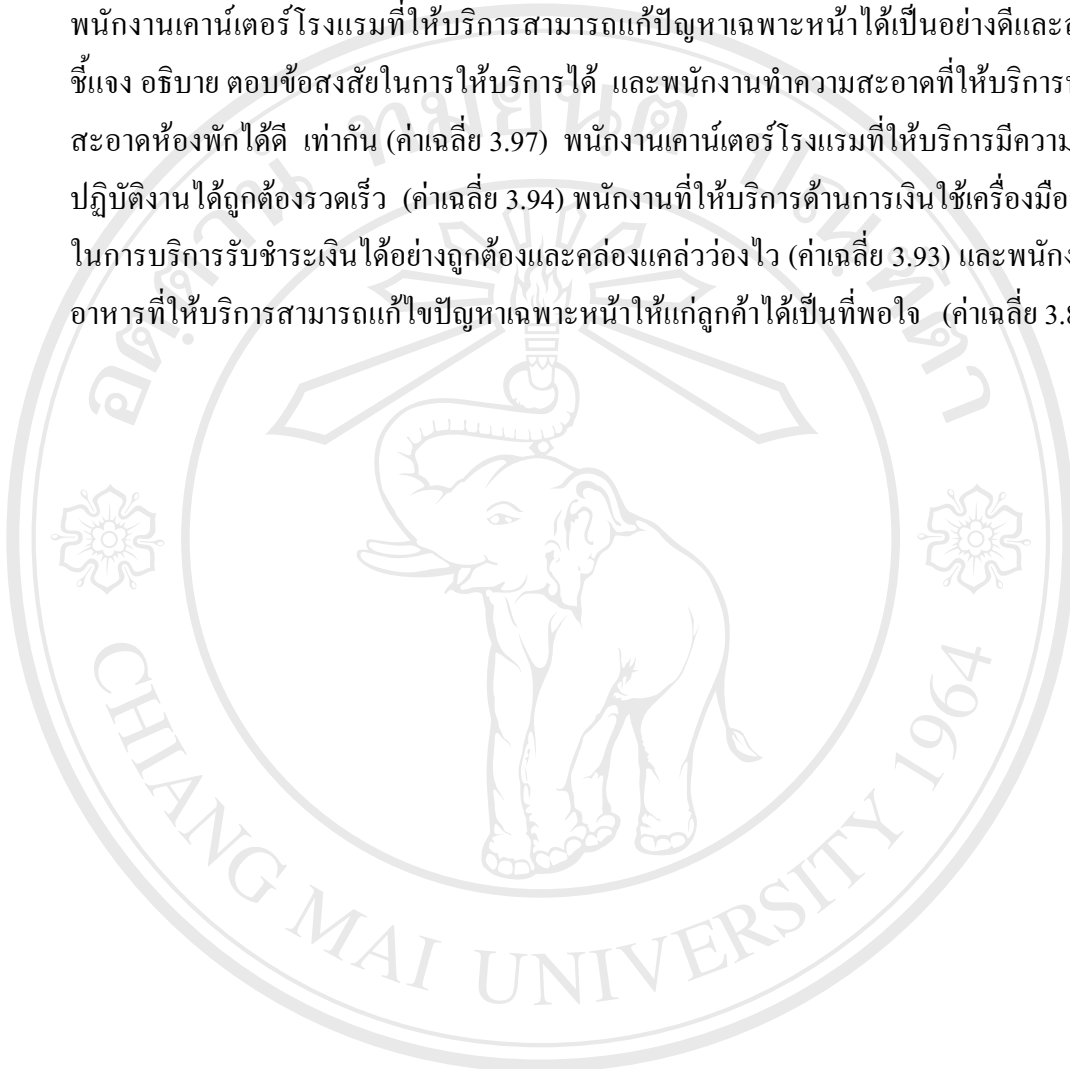 พนักงานเคาน์เตอร์โรงแรมที่ให้บริการสามารถแก้ปัญหาเฉพาะหน้าได้เป็นอย่างดีและ
ชี้แจง อธิบาย ตอบข้อสงสัยในการให้บริการได้ และพนักงานทำความสะอาดที่ให้บริการ
สะอาดห้องพักได้ดี เท่ากัน (ค่าเฉลี่ย 3.97) พนักงานเคาน์เตอร์โรงแรมที่ให้บริการมีความ
ปฏิบัติงานได้ถูกต้องรวดเร็ว (ค่าเฉลี่ย 3.94) พนักงานที่ให้บริการด้านการเงินใช้เครื่องมือ
ในการบริการรับชำระเงินได้อย่างถูกต้องและคล่องแคล่วว่องไว (ค่าเฉลี่ย 3.93) และ
อาหารที่ให้บริการสามารถแก้ไขปัญหาเฉพาะหน้าให้แก่ลูกค้าได้เป็นที่พอใจ (ค่าเฉลี่ย
อตฺตานํ ทมยนฺติ ปณฺฑิตา
CHIANG MAI UNIVERSITY 1964